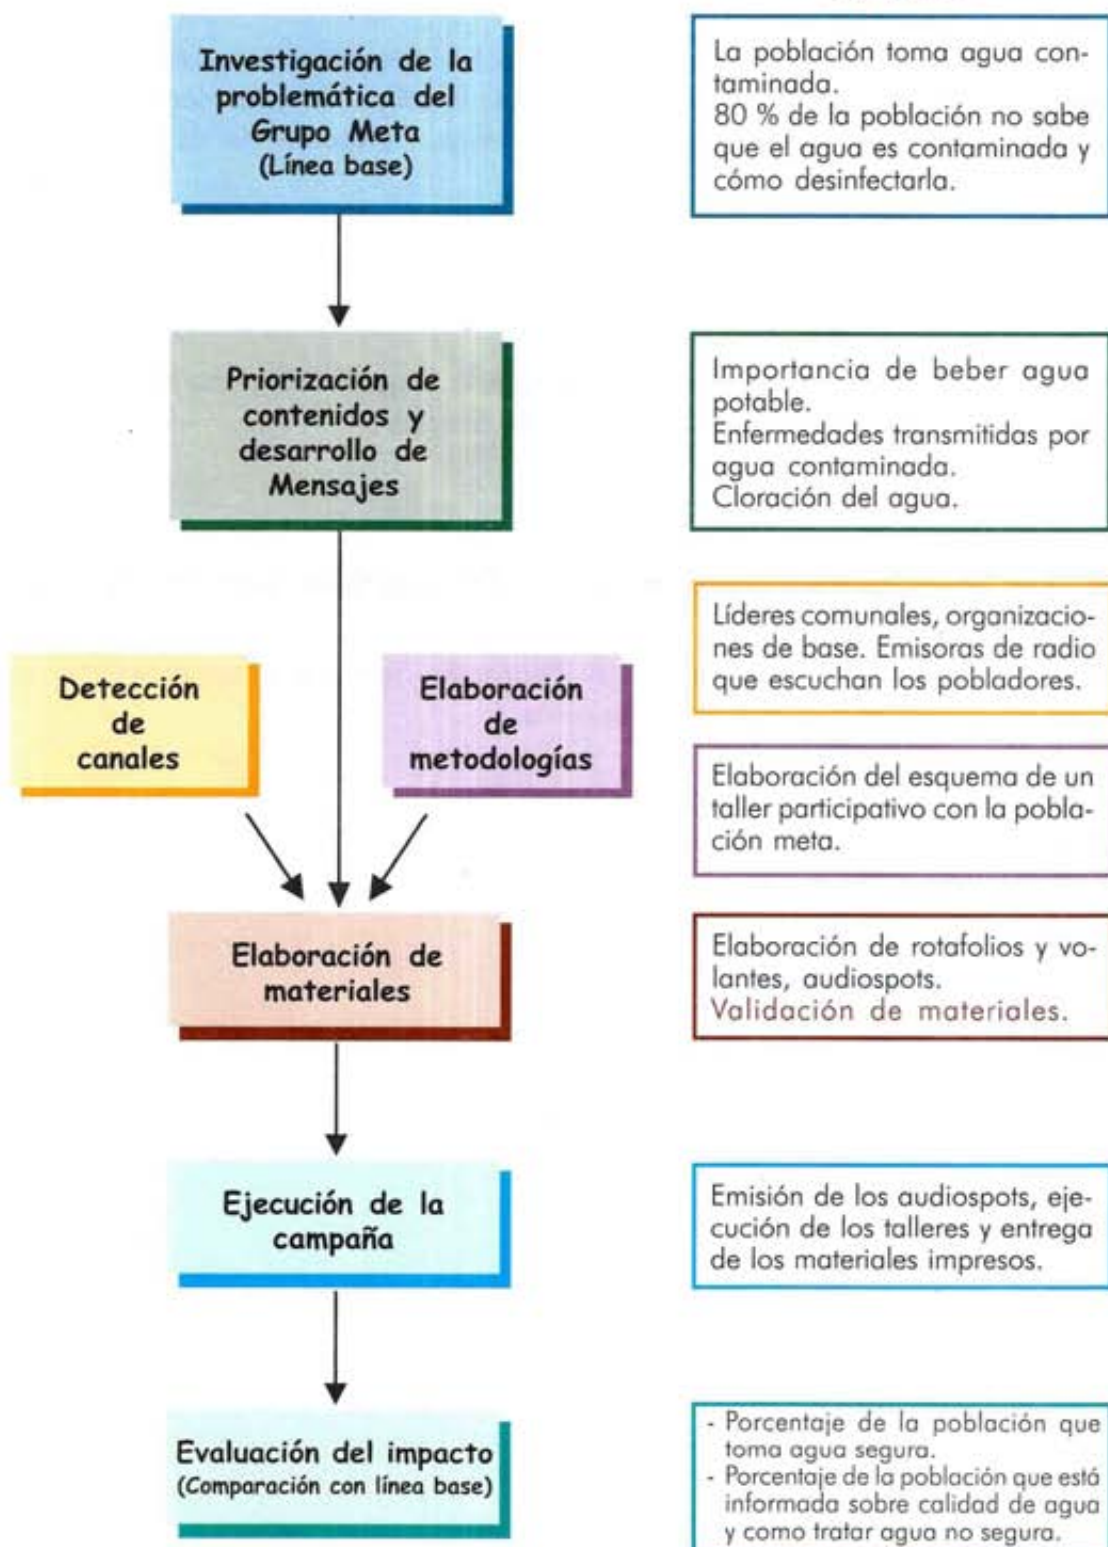 Investigación de la
problemática del
Grupo Meta
(Línea base)
La población toma agua con-
taminada.
80 % de la población no sabe
que el agua es contaminada y
cómo desinfectarla.
Priorización de
contenidos y
desarrollo de
Mensajes
Importancia de beber agua
potable.
Enfermedades transmitidas por
agua contaminada.
Cloración del agua.
Detección
de
canales
Elaboración
de
metodologías
Líderes comunales, organizacio-
nes de base. Emisoras de radio
que escuchan los pobladores.
Elaboración del esquema de un
taller participativo con la pobla-
ción meta.
Elaboración de
materiales
Elaboración de rotafolios y vo-
lantes, audiospots.
Validación de materiales.
Ejecución de la
campaña
Emisión de los audiospots, eje-
cución de los talleres y entrega
de los materiales impresos.
Evaluación del impacto
(Comparación con línea base)
- Porcentaje de la población que
toma agua segura.
- Porcentaje de la población que está
informada sobre calidad de agua
y como tratar agua no segura.